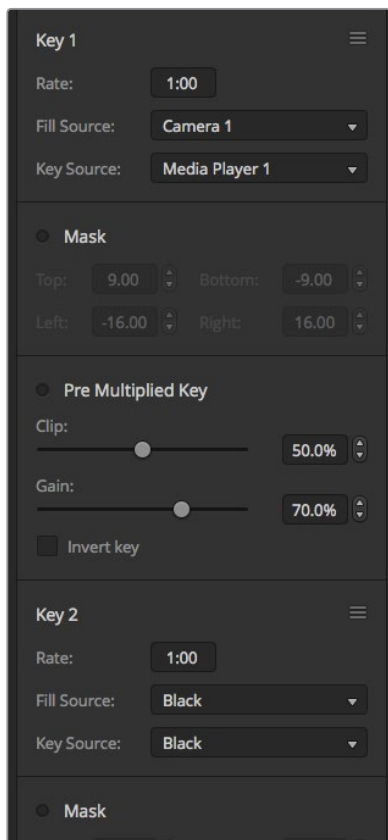 Key 1
Rate: 1:00
Fill Source: Camera 1
Key Source: Media Player 1
Mask
Top: 9.00 Bottom: -9.00
Left: -16.00 Right: 16.00
Pre Multiplied Key
Clip:
50.0%
Gain:
70.0%
Invert key
Key 2
Rate: 1:00
Fill Source: Black
Key Source: Black
Mask